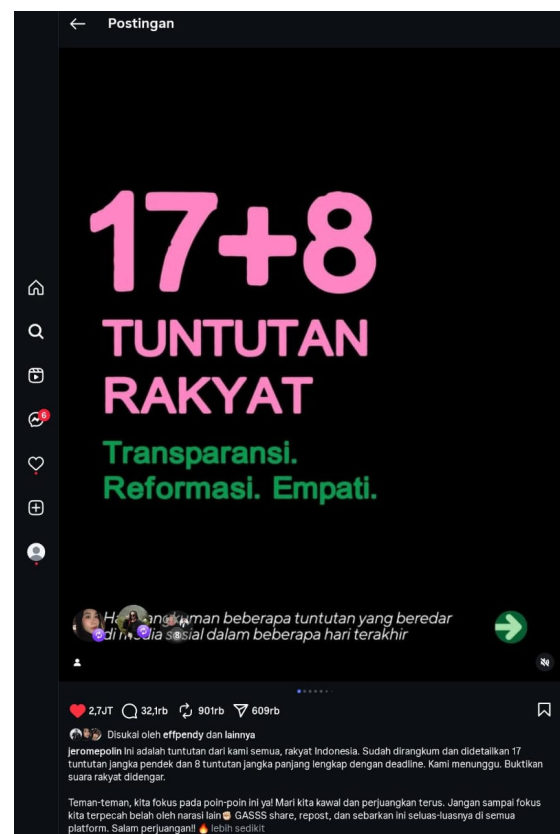 Postingan
17+8
TUNTUTAN
RAKYAT
Transparansi.
Reformasi. Empati.
beberapa tuntutan yang beredar
dalam beberapa hari terakhir
6
8
2,7JT 32,1rb 901rb 609rb
Disukai oleh effpendy dan lainnya
jeromepolin Ini adalah tuntutan dari kami semua, rakyat Indonesia. Sudah dirangkum dan didetailkan 17
tuntutan jangka pendek dan 8 tuntutan jangka panjang lengkap dengan deadline. Kami menunggu. Buktikan
suara rakyat didengar.
Teman-teman, kita fokus pada poin-poin ini ya! Mari kita kawal dan perjuangkan terus. Jangan sampai fokus
kita terpecah belah oleh narasi lain✊ GASSS share, repost, dan sebarkan ini seluas-luasnya di semua
platform. Salam perjuangan!! 🔥 lebih sedikit